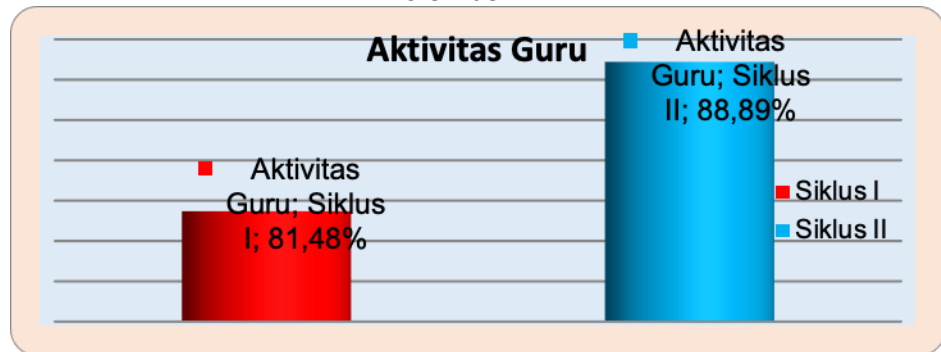 Aktivitas Guru
Aktivitas
Guru; Siklus
I; 81,48%
Aktivitas
Guru; Siklus
II; 88,89%
Siklus I
Siklus II